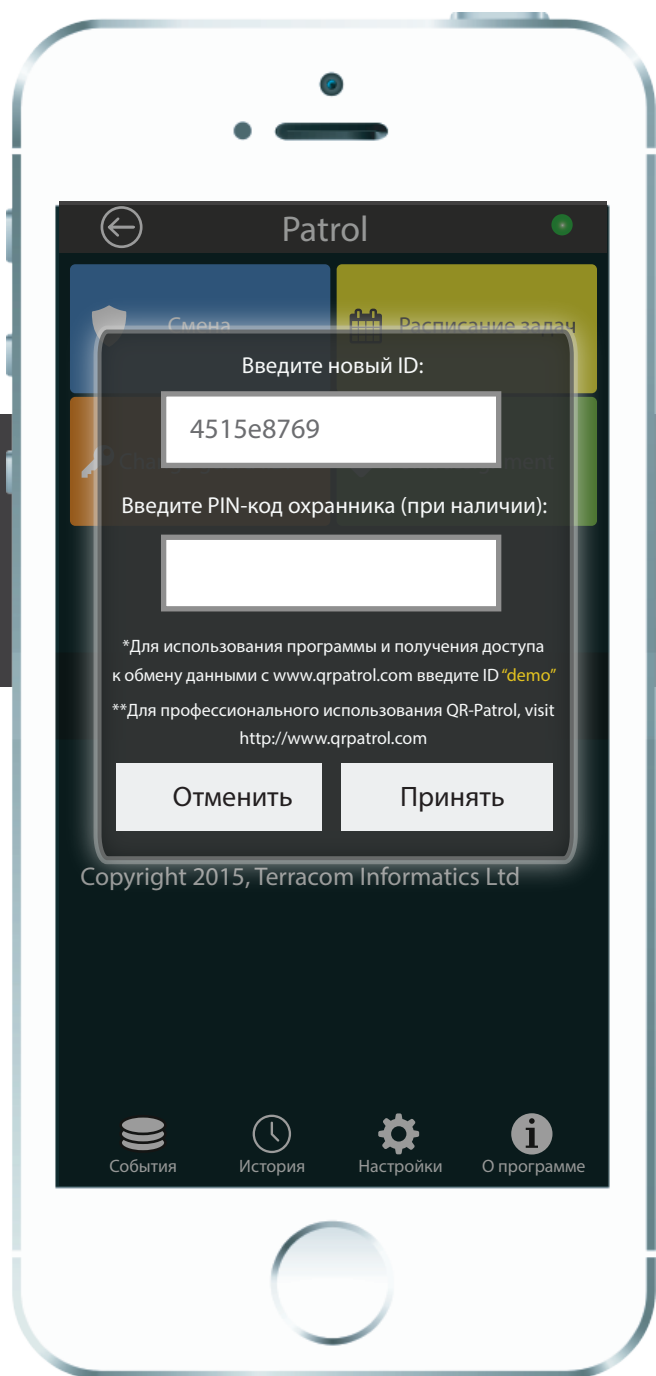 Patrol
Смена
Расписание задач
Введите новый ID:
4515e8769
Введите PIN-код охранника (при наличии):
*Для использования программы и получения доступа
к обмену данными с www.qrpatrol.com введите ID "demo"
**Для профессионального использования QR-Patrol, visit
http://www.qrpatrol.com
Отменить
Принять
Copyright 2015, Terracom Informatics Ltd
События
История
Настройки
О программе